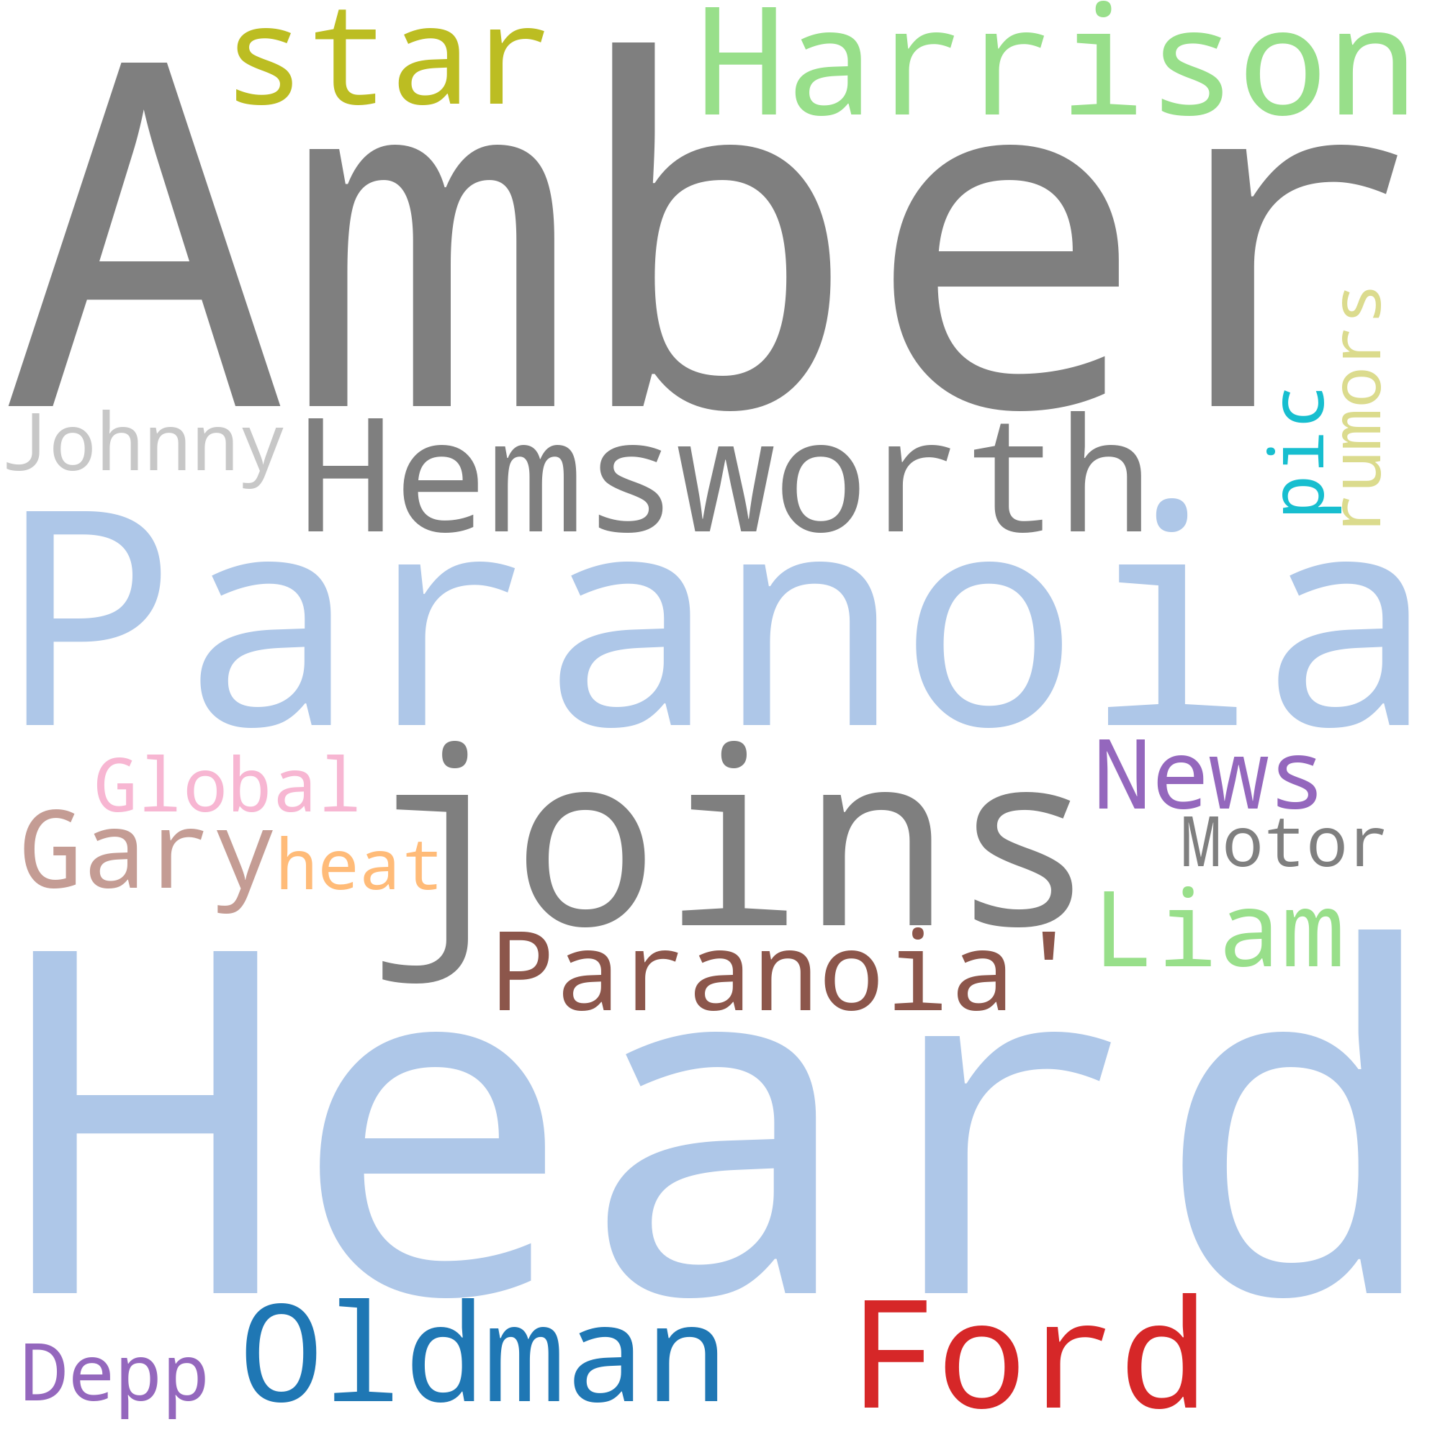 star Harrison
Amber
rumors
pic
Johnny Hemsworth
Paranoia
joins
News
Global
Motor
Gary heat
Liam
Paranoia'
Heard
Oldman Ford
Depp